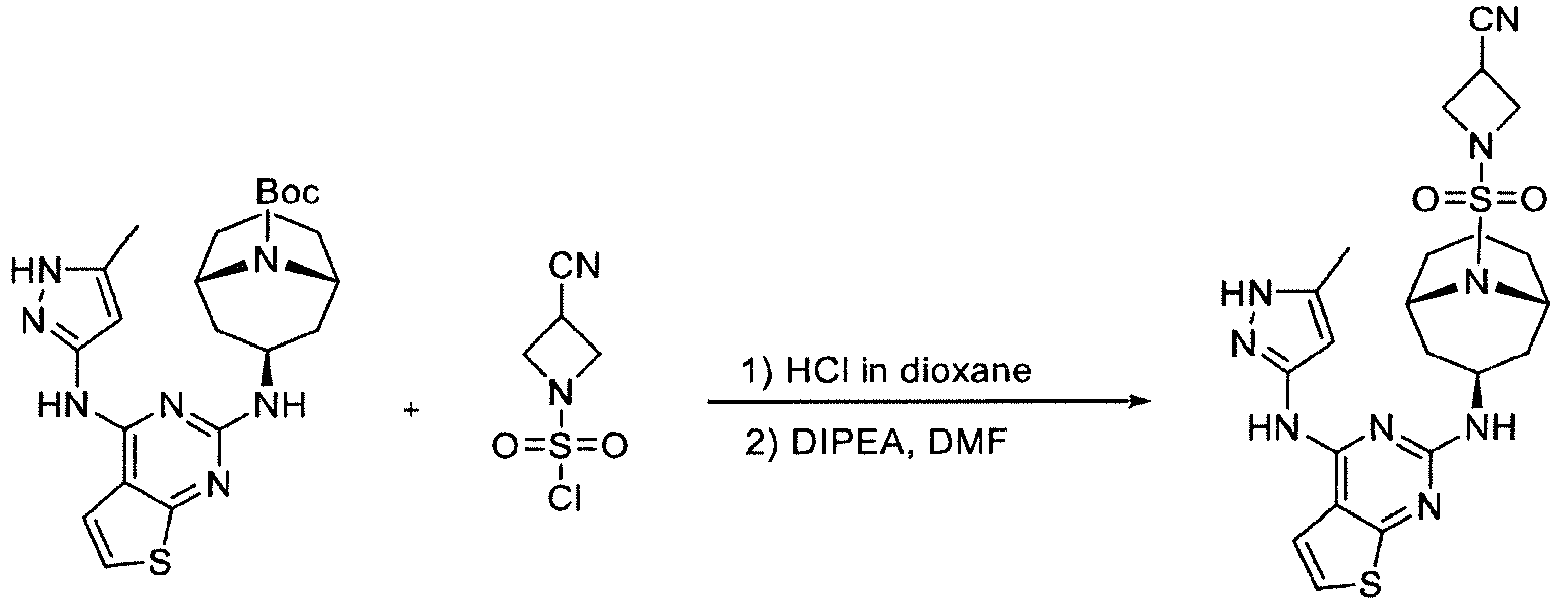 CN
N
O=S=O
Boc
N
HN
N
HN
N
NH
N
S
+
CN
N
O=S=O
Cl
1) HCl in dioxane
2) DIPEA, DMF
N
HN
N
HN
N
NH
N
S